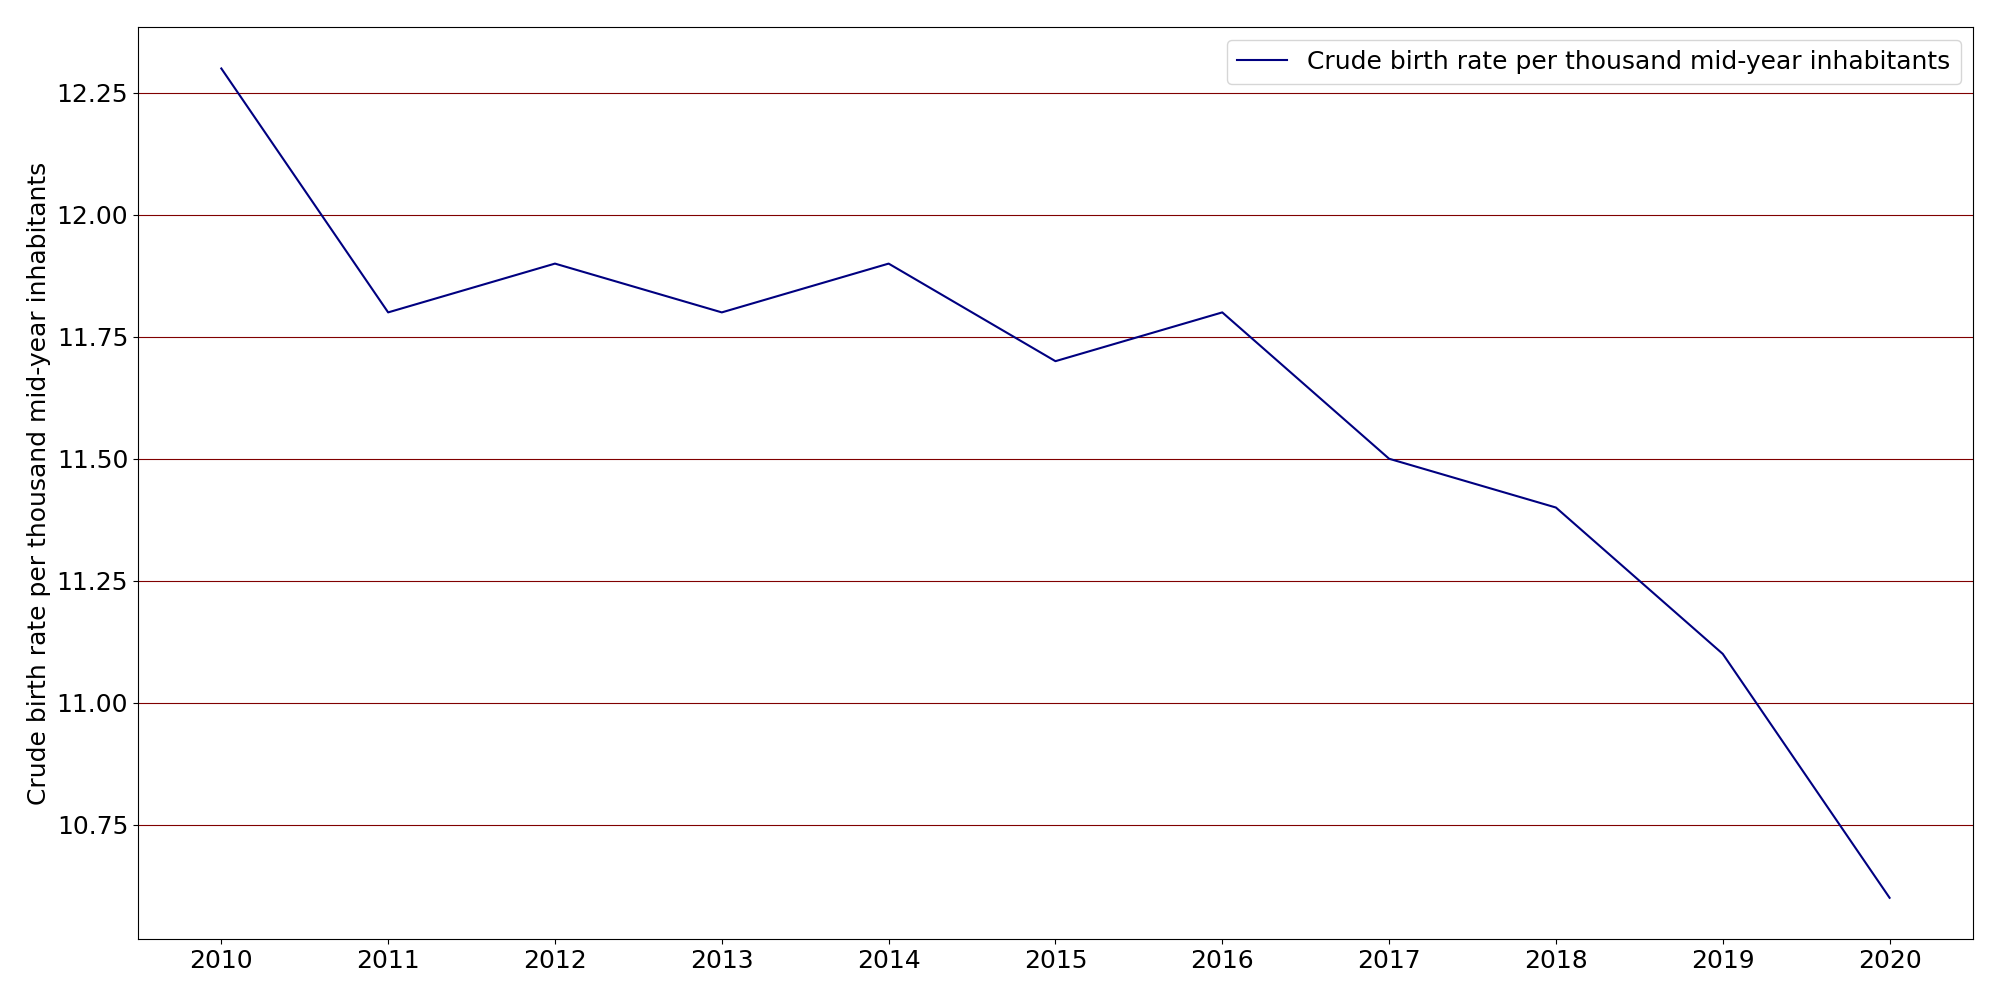 Crude birth rate per thousand mid-year inhabitants
Crude birth rate per thousand mid-year inhabitants
12.25
12.00
11.75
11.50
11.25
11.00
10.75
2010 2011 2012 2013 2014 2015 2016 2017 2018 2019 2020